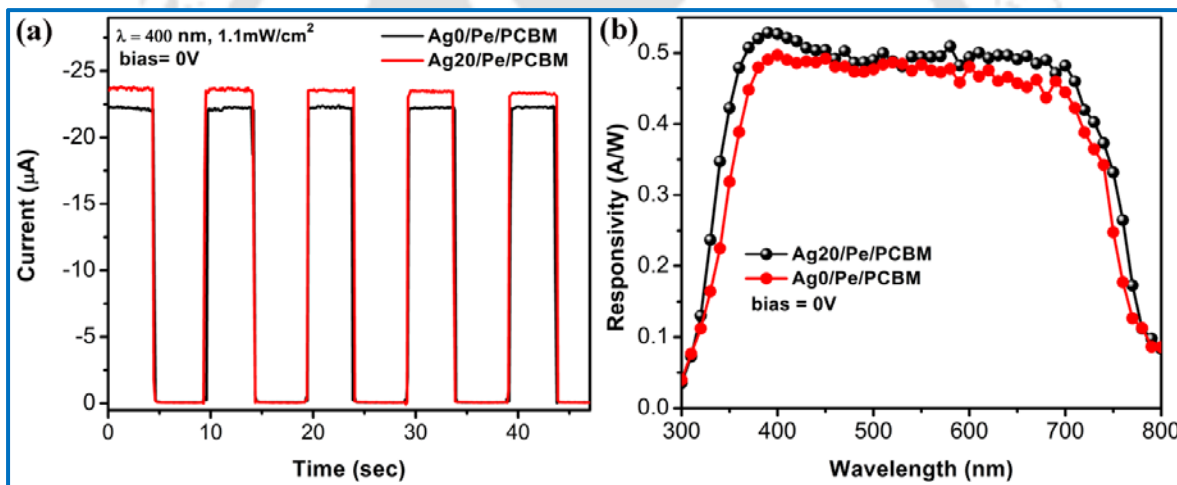 (a)
λ = 400 nm, 1.1mW/cm²
bias= 0V
Ag0/Pe/PCBM
Ag20/Pe/PCBM
-25
-20
-15
-10
-5
0
Current (μA)
0 10 20 30 40
Time (sec)
(b)
0.5
0.4
0.3
0.2
0.1
0.0
Responsivity (A/W)
Ag20/Pe/PCBM
Ag0/Pe/PCBM
bias = 0V
300 400 500 600 700 800
Wavelength (nm)